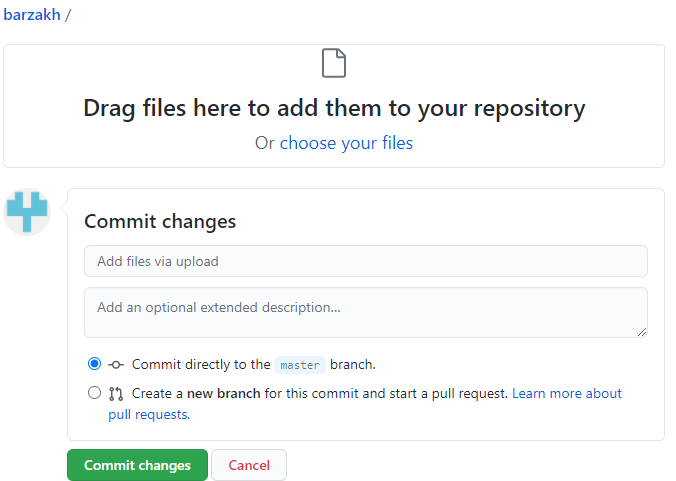 barzakh /
Drag files here to add them to your repository
Or choose your files
Commit changes
Add files via upload
Add an optional extended description...
Commit directly to the master branch.
Create a new branch for this commit and start a pull request. Learn more about
pull requests.
Commit changes
Cancel